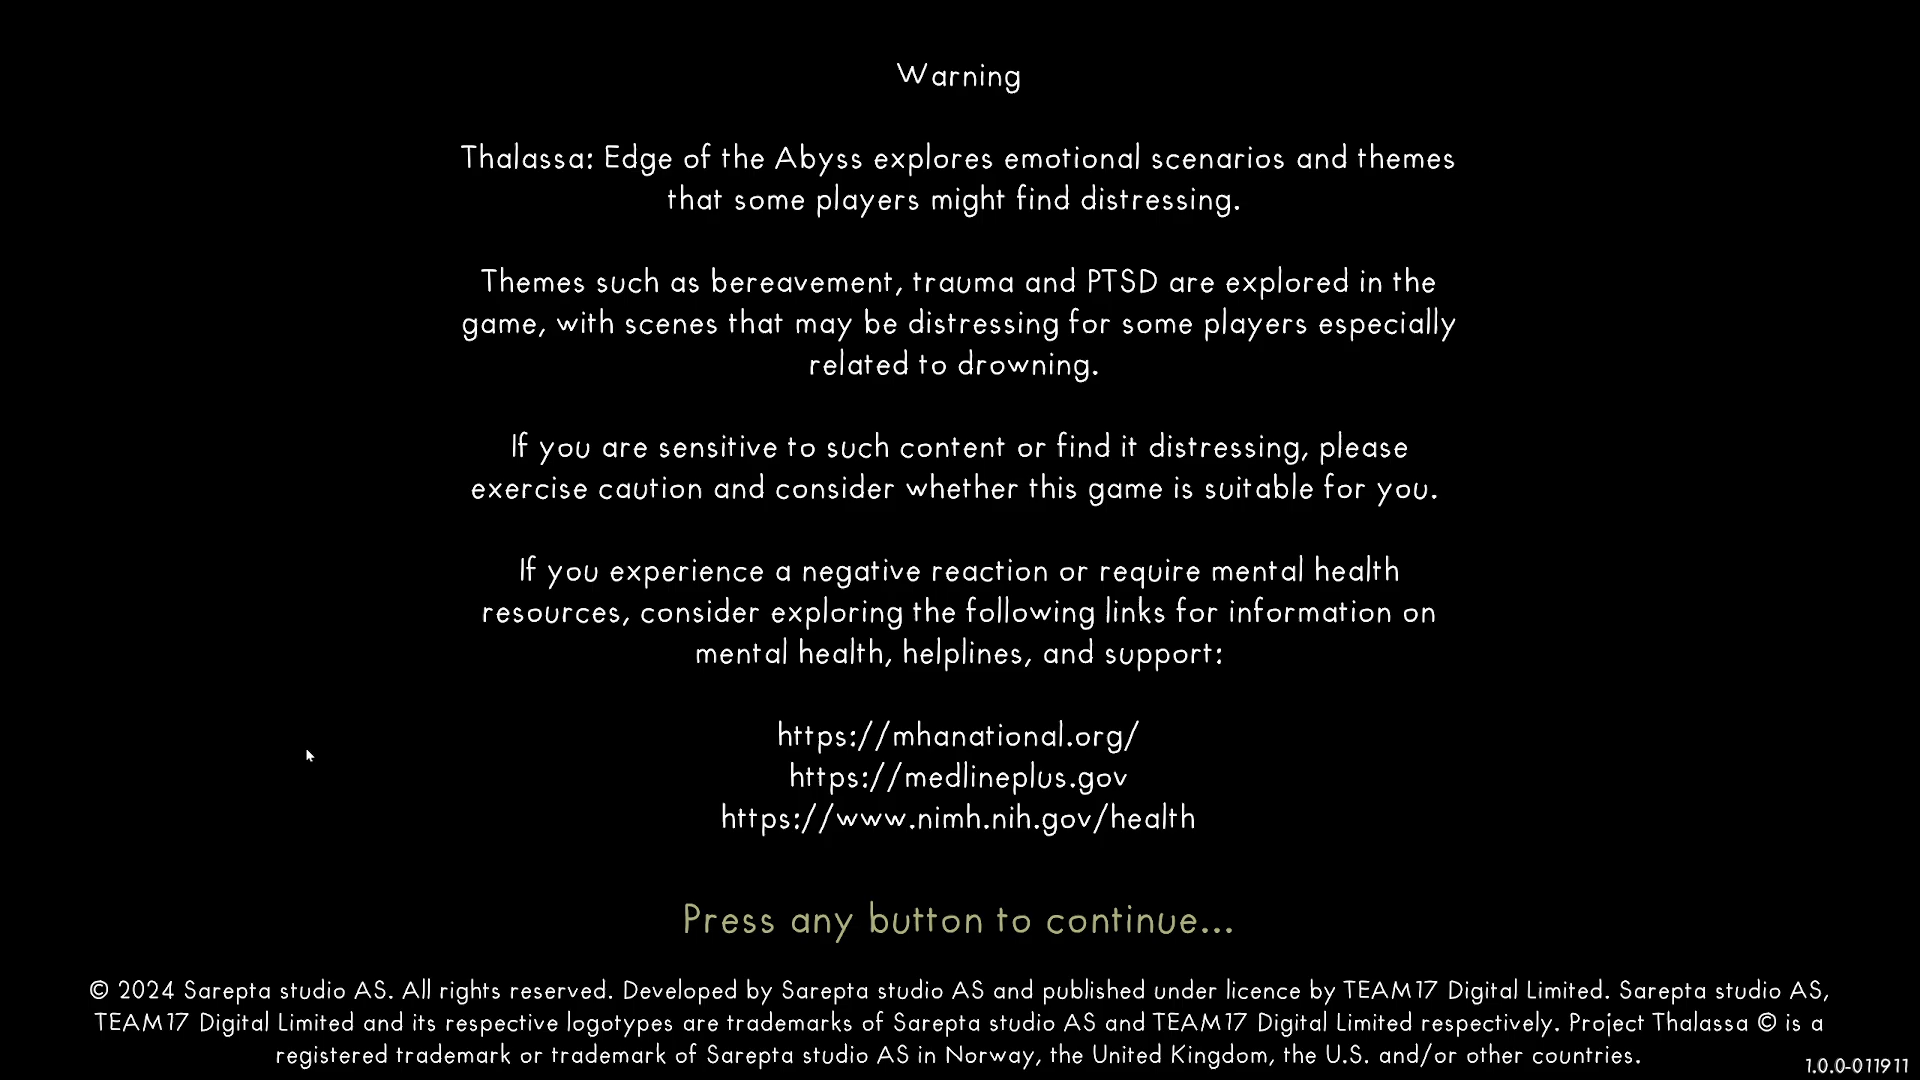 Warning
Thalassa: Edge of the Abyss explores emotional scenarios and themes
that some players might find distressing.
Themes such as bereavement, trauma and PTSD are explored in the
game, with scenes that may be distressing for some players especially
related to drowning.
If you are sensitive to such content or find it distressing, please
exercise caution and consider whether this game is suitable for you.
If you experience a negative reaction or require mental health
resources, consider exploring the following links for information on
mental health, helplines, and support:
https://mhanational.org/
https://medlineplus.gov
https://www.nimh.nih.gov/health
Press any button to continue...
© 2024 Sarepta studio AS. All rights reserved. Developed by Sarepta studio AS and published under licence by TEAM17 Digital Limited. Sarepta studio AS,
TEAM17 Digital Limited and its respective logotypes are trademarks of Sarepta studio AS and TEAM17 Digital Limited respectively. Project Thalassa © is a
registered trademark or trademark of Sarepta studio AS in Norway, the United Kingdom, the U.S. and/or other countries.
1.0.0-011911